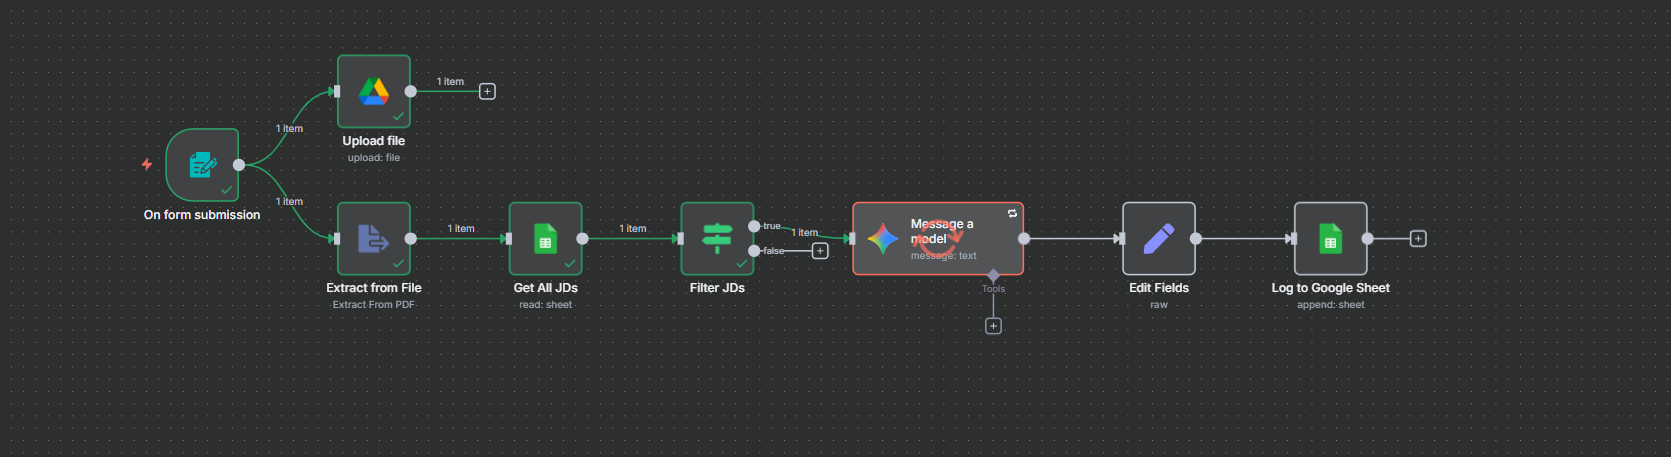 1 item
Upload file
upload: file
1 item
On form submission
1 item
Extract from File
Extract From PDF
1 item
Get All JDs
read: sheet
1 item
Filter JDs
true
false
1 item
Message a
model
message: text
Tools
Edit Fields
raw
Log to Google Sheet
append: sheet